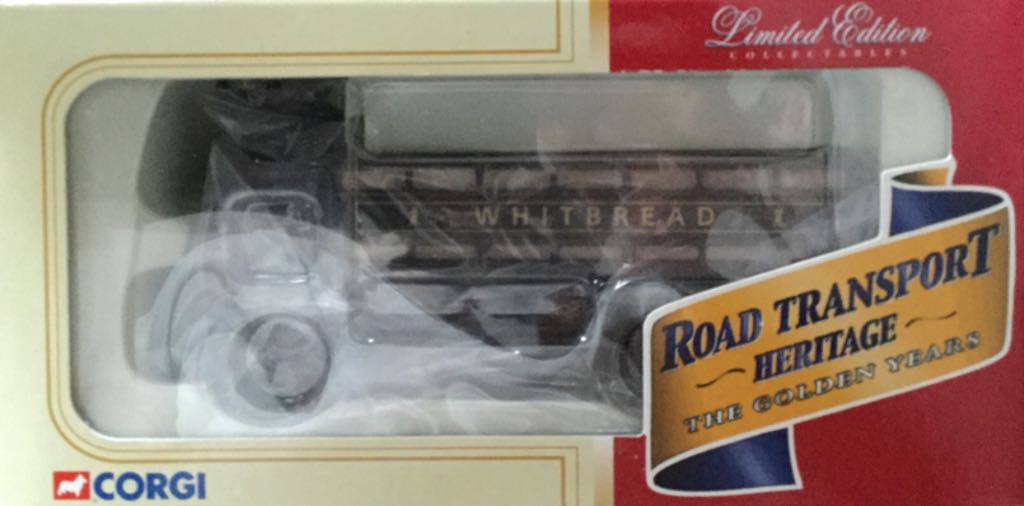 Limited Edition
COLLECTABLES
WHITBREAD
ROAD TRANSPORT
HERITAGE
THE GOLDEN YEARS
CORGI